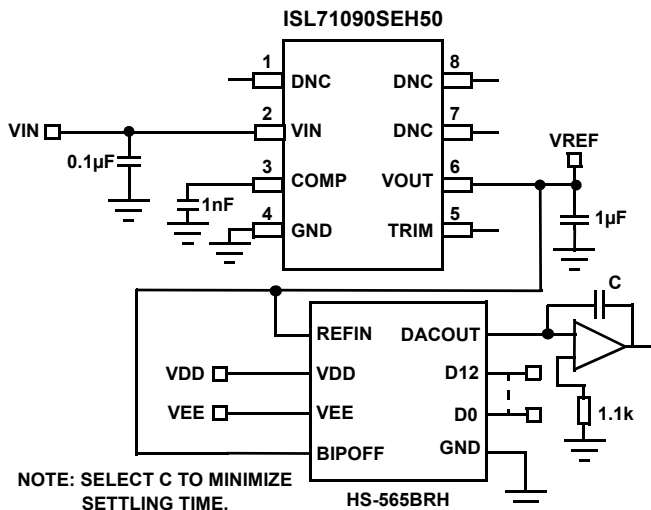 ISL71090SEH50
1
DNC
DNC
8
VIN
2
VIN
DNC
7
VREF
0.1µF
3
COMP
VOUT
6
1nF
4
GND
TRIM
5
1µF
C
REFIN
DACOUT
VDD
VDD
D12
VEE
VEE
D0
1.1k
BIPOFF
GND
NOTE: SELECT C TO MINIMIZE
SETTLING TIME.
HS-565BRH